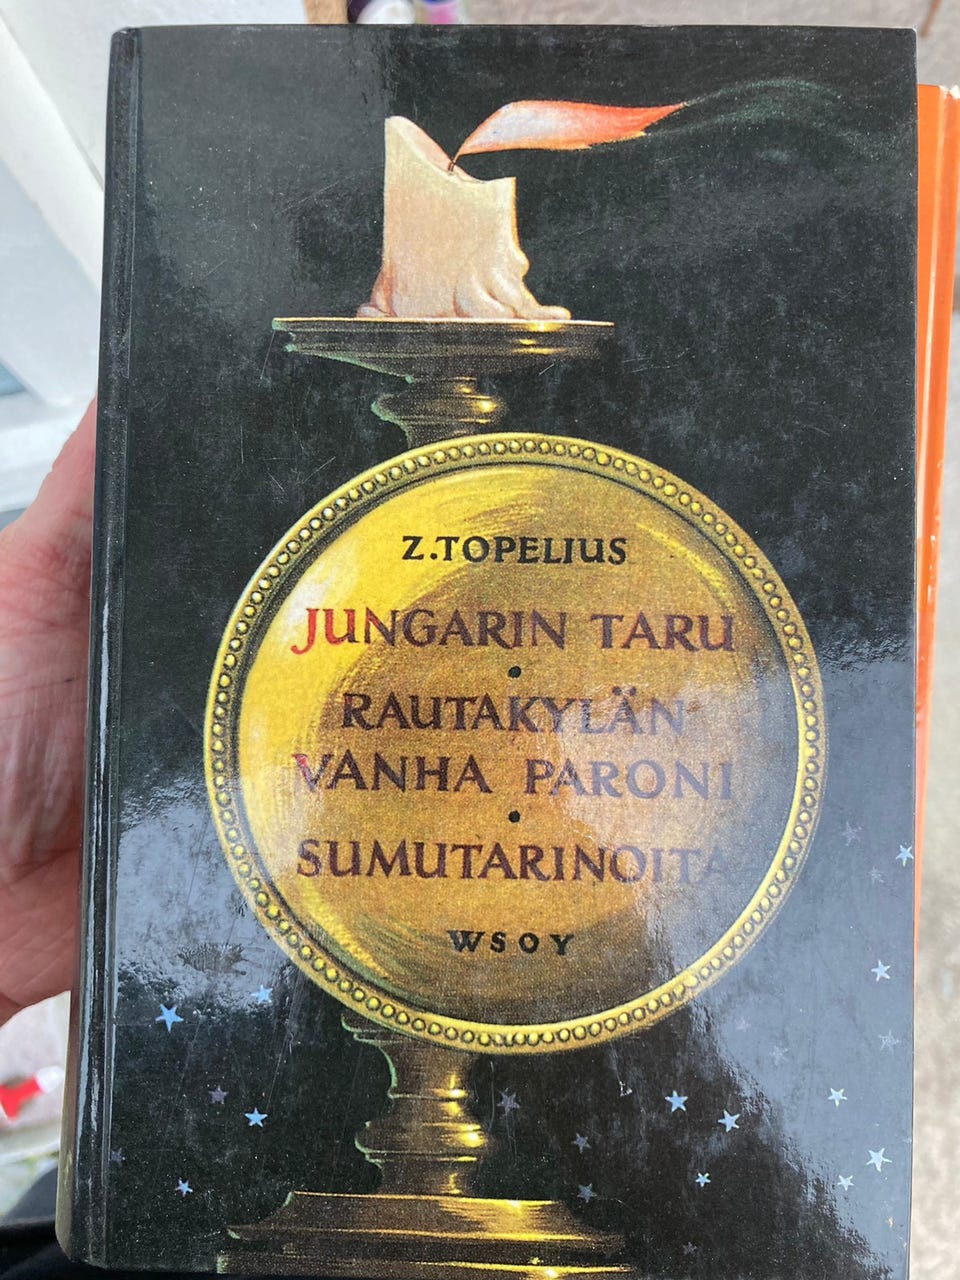 Z.TOPELIUS
JUNGARIN TARU
•
RAUTAKYLÄN
VANHA PARONI
•
SUMUTARINOITA
WSOY